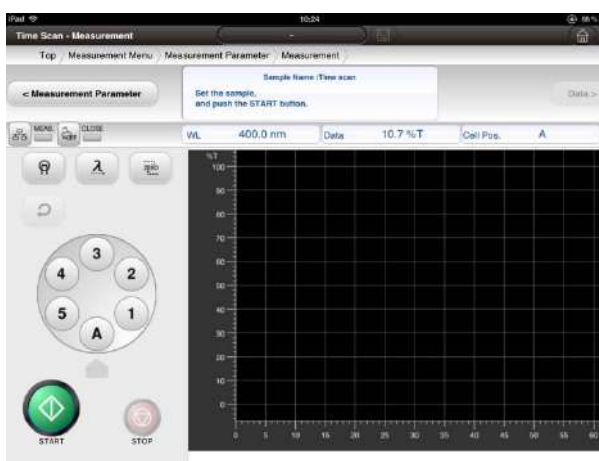 iPad 10:24 66%
Time Scan - Measurement -
Top Measurement Menu Measurement Parameter Measurement
Sample Name :Time scan
< Measurement Parameter
Set the sample,
and push the START button.
Data >
MEAS. CLOSE
WL 400.0 nm Data 10.7 %T Cell Pos. A
%T
100
90
80
70
60
50
40
30
20
10
0
0 5 10 15 20 25 30 35 40 45 50 55 60
λ
3
4 2
5 1
A
START STOP